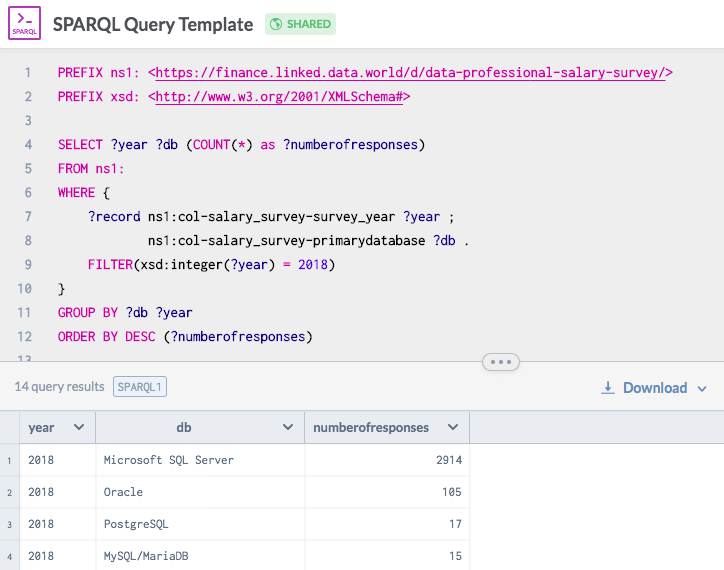 SPARQL
SPARQL Query Template
SHARED
1 PREFIX ns1: <https://finance.linked.data.world/d/data-professional-salary-survey/>
2 PREFIX xsd: <http://www.w3.org/2001/XMLSchema#>
3
4 SELECT ?year ?db (COUNT(*) as ?numberofresponses)
5 FROM ns1:
6 WHERE {
7 ?record ns1:col-salary_survey-survey_year ?year ;
8 ns1:col-salary_survey-primarydatabase ?db .
9 FILTER(xsd:integer(?year) = 2018)
10 }
11 GROUP BY ?db ?year
12 ORDER BY DESC (?numberofresponses)
13
14 query results SPARQL1 Download
year db numberofresponses
1 2018 Microsoft SQL Server 2914
2 2018 Oracle 105
3 2018 PostgreSQL 17
4 2018 MySQL/MariaDB 15